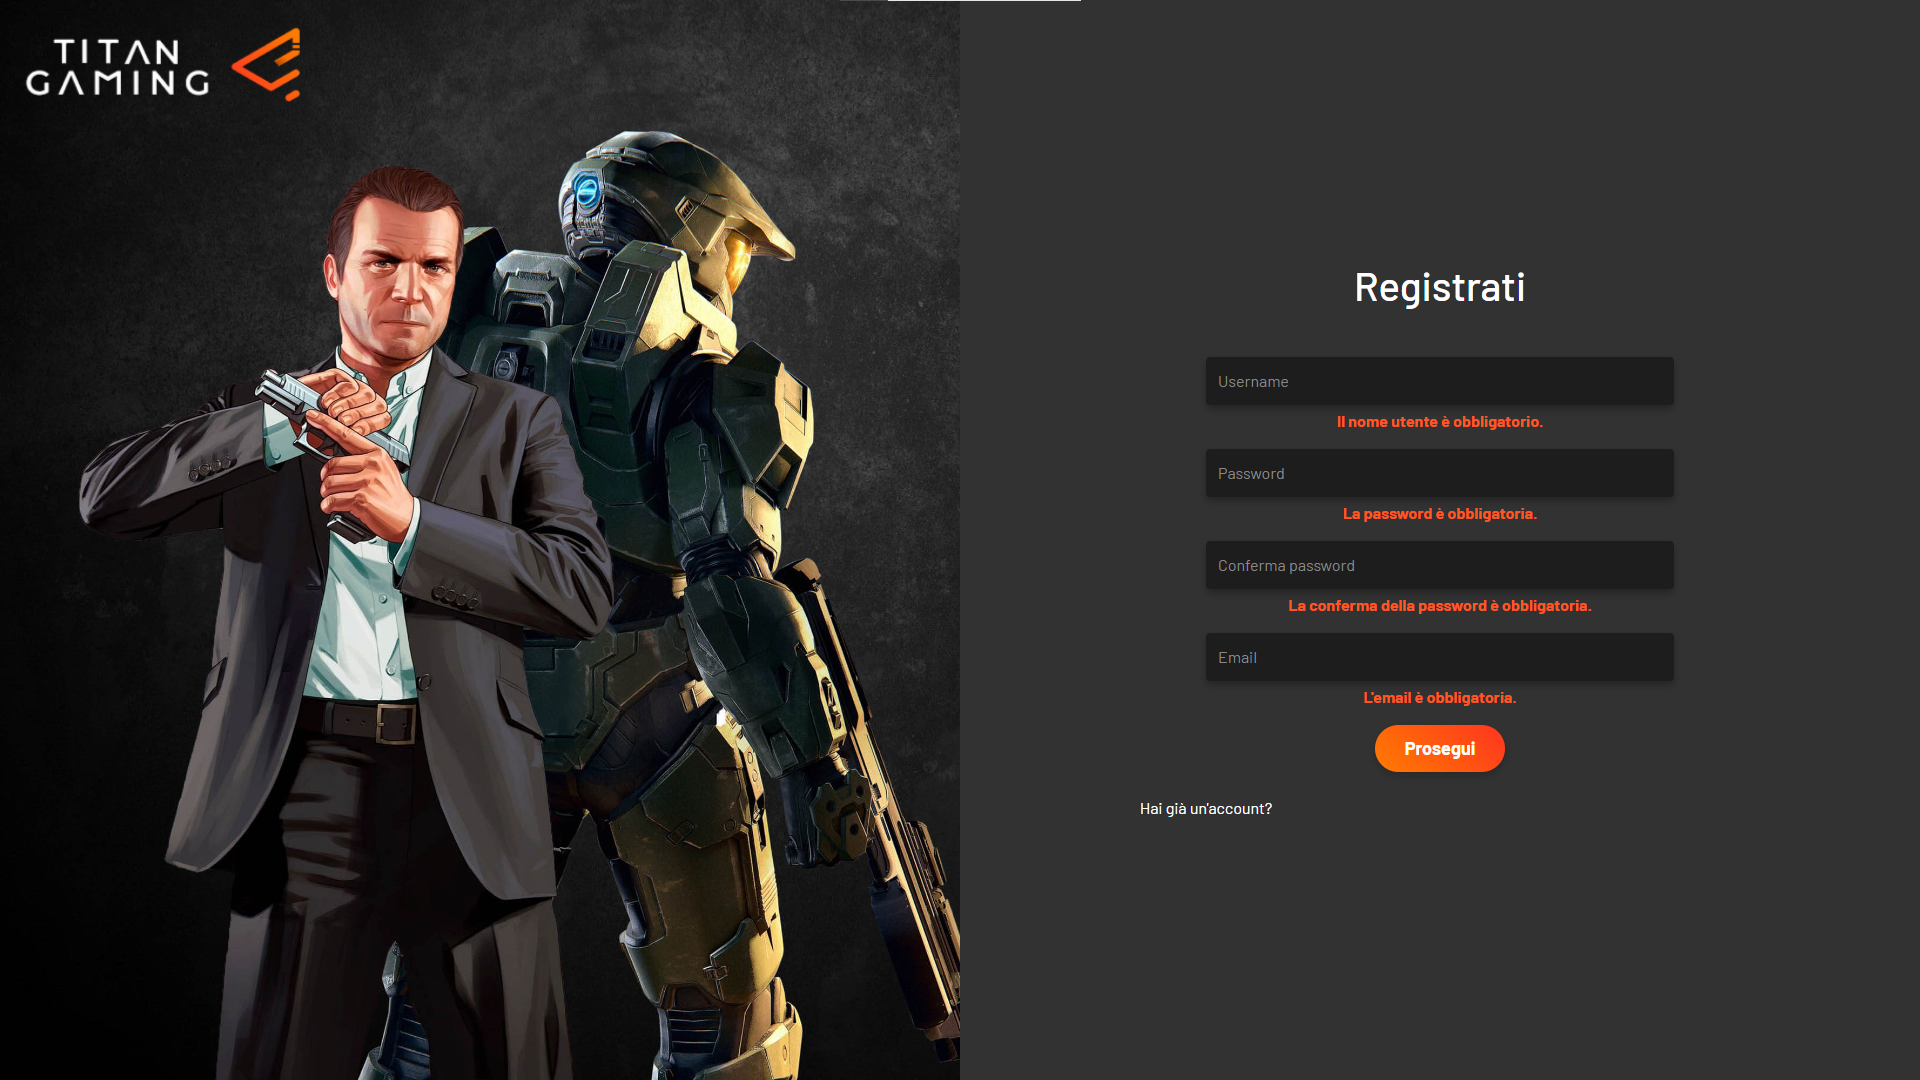 TITAN
GAMING
Registrati
Username
Il nome utente è obbligatorio.
Password
La password è obbligatoria.
Conferma password
La conferma della password è obbligatoria.
Email
L'email è obbligatoria.
Prosegui
Hai già un'account?